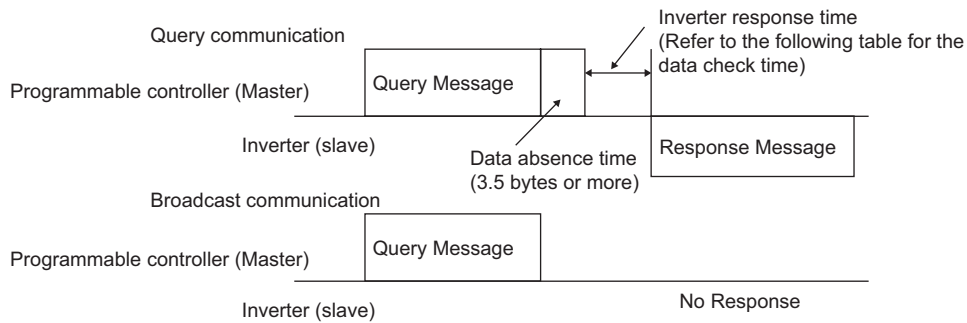 Query communication
Inverter response time
(Refer to the following table for the
data check time)
Programmable controller (Master)
Query Message
Inverter (slave)
Data absence time
(3.5 bytes or more)
Response Message
Broadcast communication
Programmable controller (Master)
Query Message
Inverter (slave)
No Response